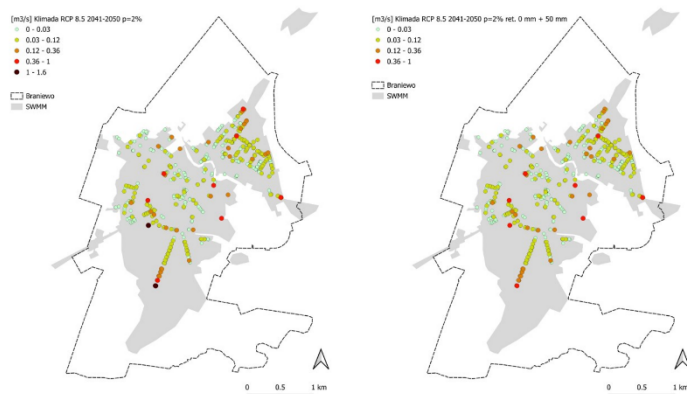 [m3/s] Klimada RCP 8.5 2041-2050 p=2%
0 - 0.03
0.03 - 0.12
0.12 - 0.36
0.36 - 1
1 - 1.6
Braniewo
SWMM
0 0.5 1 km
[m3/s] Klimada RCP 8.5 2041-2050 p=2% ret. 0 mm + 50 mm
0 - 0.03
0.03 - 0.12
0.12 - 0.36
0.36 - 1
Braniewo
SWMM
0 0.5 1 km